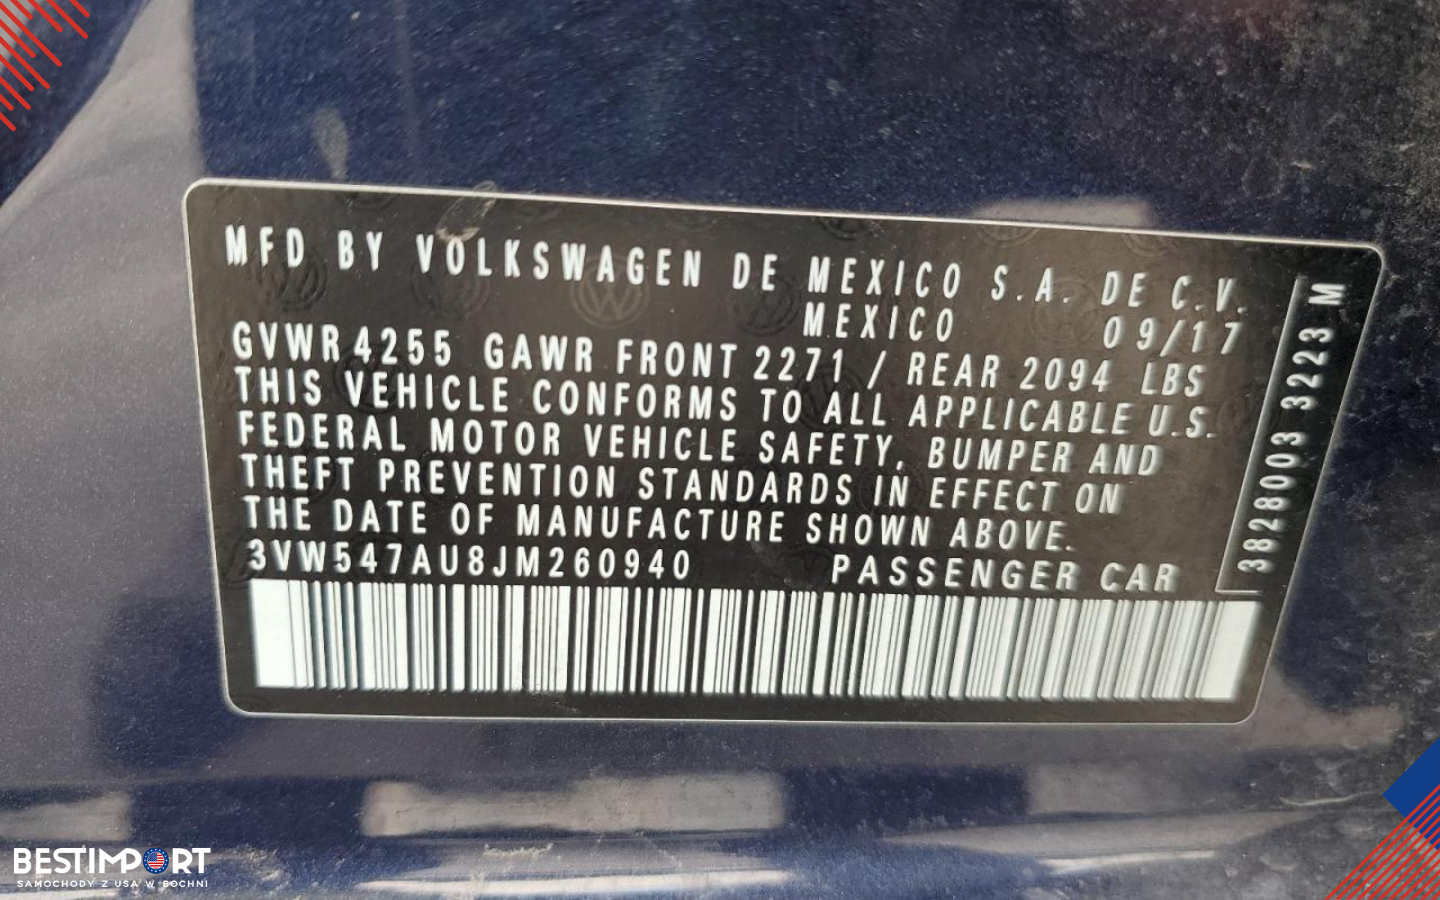 MFD BY VOLKSWAGEN DE MEXICO S.A. DE C.V.
MEXICO 09/17
GVWR 4255 GAWR FRONT 2271 / REAR 2094 LBS
THIS VEHICLE CONFORMS TO ALL APPLICABLE U.S.
FEDERAL MOTOR VEHICLE SAFETY, BUMPER AND
THEFT PREVENTION STANDARDS IN EFFECT ON
THE DATE OF MANUFACTURE SHOWN ABOVE.
3VW547AU8JM260940 PASSENGER CAR
3828003 3223 M
BESTIMPORT
SAMOCHODY Z USA W BOCHNI